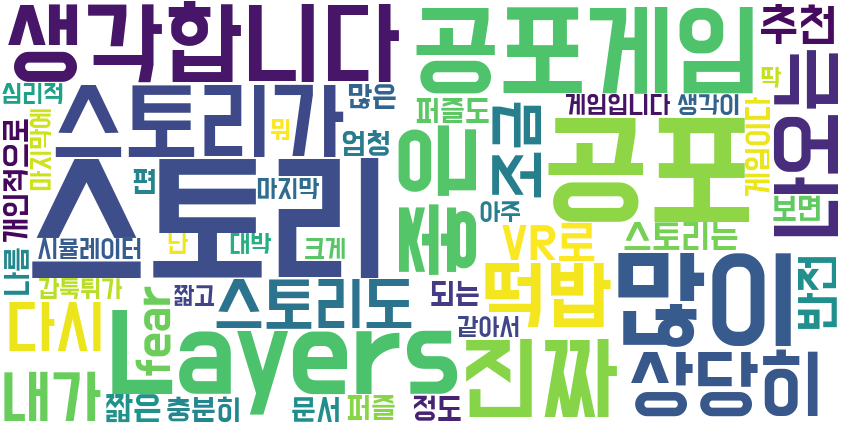 생각합니다
공포게임
추천
심리적
스토리가
많은
퍼즐도
게임입니다
생각이
딱
마지막에
뭐
엄청
좋은
조금
공포
게임이다
나오는
개인적으로
스토리
편
마지막
아주
보면
나름
시뮬레이터
난
대박
크게
VR로
스토리는
갑툭튀가
짧고
스토리도
되는
떡밥
많이
반전
다시
fear
Layers
같아서
진짜
상당히
내가
짧은
충분히
문서
퍼즐
정도